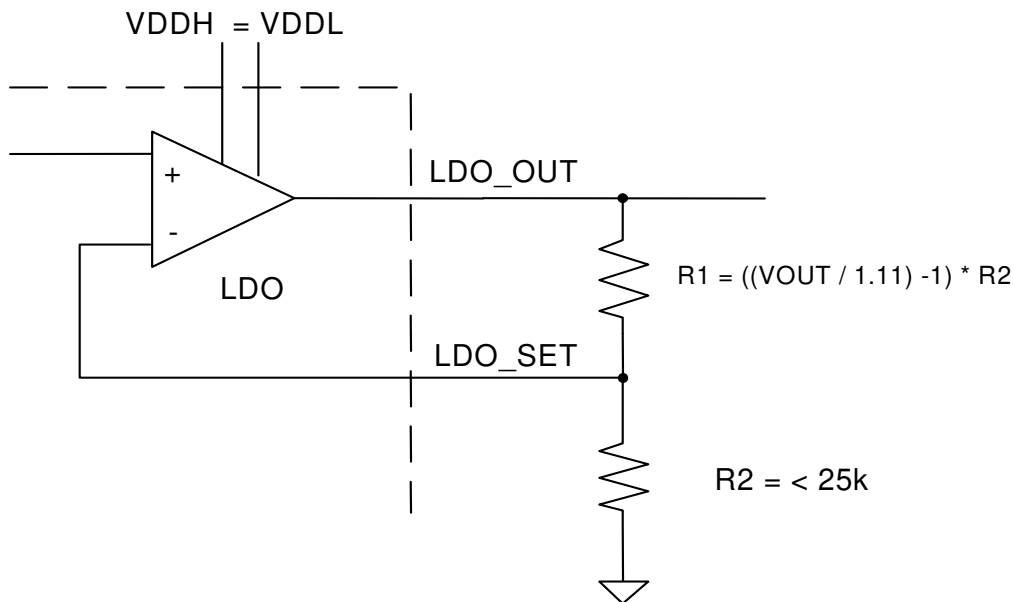 VDDH = VDDL
+
-
LDO_OUT
LDO
R1 = ((VOUT / 1.11) -1) * R2
LDO_SET
R2 = < 25k